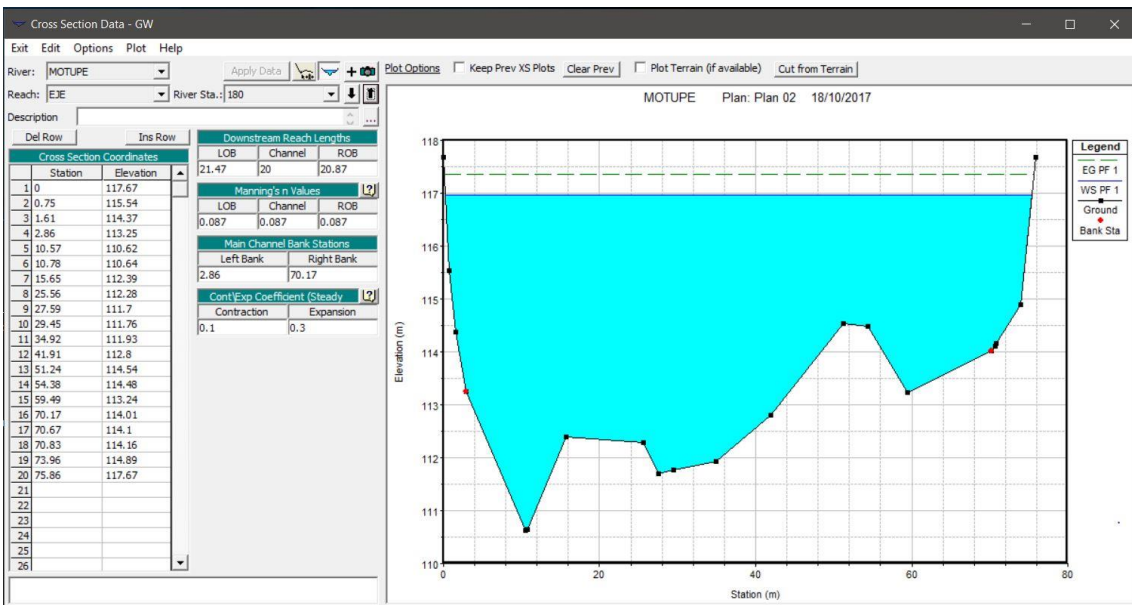 Cross Section Data - GW
Exit Edit Options Plot Help
River: MOTUPE Apply Data Plot Options Keep Prev XS Plots Clear Prev Plot Terrain (if available) Cut from Terrain
Reach: EJE River Sta.: 180
Description ...
Del Row Ins Row
Cross Section Coordinates
Station Elevation
1 0 117.67
2 0.75 115.54
3 1.61 114.37
4 2.86 113.25
5 10.57 110.62
6 10.78 110.64
7 15.65 112.39
8 25.56 112.28
9 27.59 111.7
10 29.45 111.76
11 34.92 111.93
12 41.91 112.8
13 51.24 114.54
14 54.38 114.48
15 59.49 113.24
16 70.17 114.01
17 70.67 114.1
18 70.83 114.16
19 73.96 114.89
20 75.86 117.67
21
22
23
24
25
26
Downstream Reach Lengths
LOB Channel ROB
21.47 20 20.87
Manning's n Values
LOB Channel ROB
0.087 0.087 0.087
Main Channel Bank Stations
Left Bank Right Bank
2.86 70.17
Cont\Exp Coefficient (Steady
Contraction Expansion
0.1 0.3
MOTUPE Plan: Plan 02 18/10/2017
118
117
116
115
114
113
112
111
110
Elevation (m)
0 20 40 60 80
Station (m)
Legend
EG PF 1
WS PF 1
Ground
Bank Sta